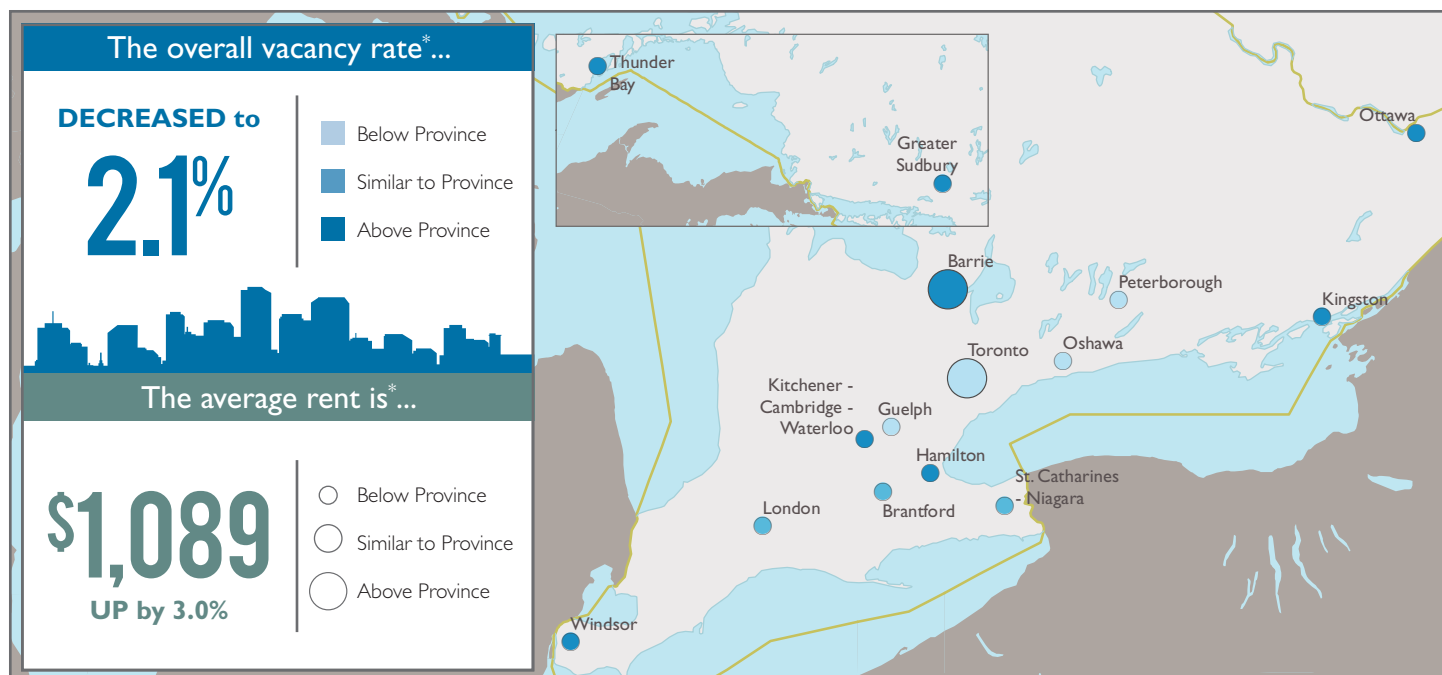 The overall vacancy rate*...
DECREASED to
2.1%
Below Province
Similar to Province
Above Province
The average rent is*...
$1,089
UP by 3.0%
Below Province
Similar to Province
Above Province
Thunder
Bay
Greater
Sudbury
Ottawa
Barrie
Peterborough
Kingston
Toronto
Oshawa
Kitchener -
Cambridge -
Waterloo
Guelph
Hamilton
St. Catharines
- Niagara
London
Brantford
Windsor